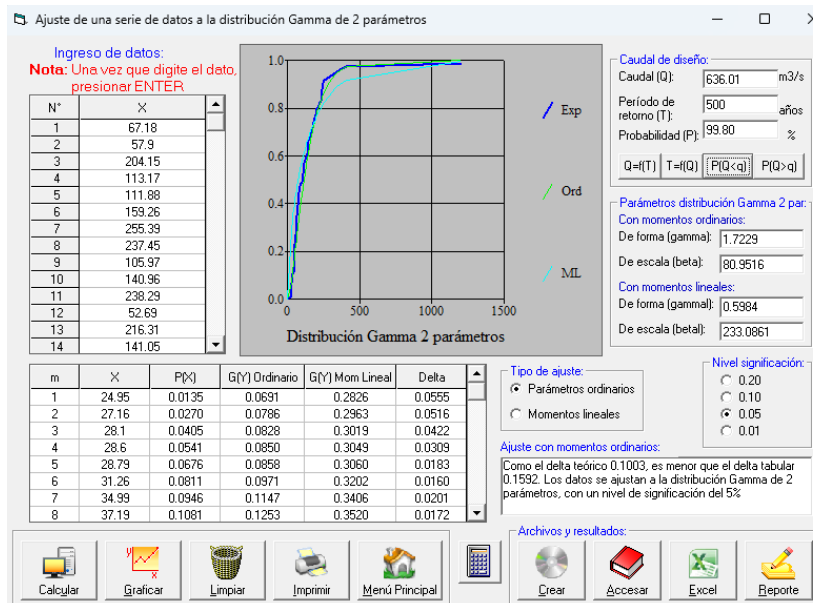 Ajuste de una serie de datos a la distribución Gamma de 2 parámetros
Ingreso de datos:
Nota: Una vez que digite el dato,
presionar ENTER
N° X
1 67.18
2 57.9
3 204.15
4 113.17
5 111.88
6 159.26
7 255.39
8 237.45
9 105.97
10 140.96
11 238.29
12 52.69
13 216.31
14 141.05
1.0
0.8
0.6
0.4
0.2
0.0
0 500 1000 1500
Distribución Gamma 2 parámetros
Exp
Ord
ML
Caudal de diseño:
Caudal (Q): 636.01 m3/s
Período de
retorno (T): 500 años
Probabilidad (P): 99.80 %
Q=f(T) T=f(Q) P(Q<q) P(Q>q)
Parámetros distribución Gamma 2 par:
Con momentos ordinarios:
De forma (gamma): 1.7229
De escala (beta): 80.9516
Con momentos lineales:
De forma (gammal): 0.5984
De escala (betal): 233.0861
m X P(X) G(Y) Ordinario G(Y) Mom Lineal Delta
1 24.95 0.0135 0.0691 0.2826 0.0555
2 27.16 0.0270 0.0786 0.2963 0.0516
3 28.1 0.0405 0.0828 0.3019 0.0422
4 28.6 0.0541 0.0850 0.3049 0.0309
5 28.79 0.0676 0.0858 0.3060 0.0183
6 31.26 0.0811 0.0971 0.3202 0.0160
7 34.99 0.0946 0.1147 0.3406 0.0201
8 37.19 0.1081 0.1253 0.3520 0.0172
Tipo de ajuste:
Parámetros ordinarios
Momentos lineales
Nivel significación:
0.20
0.10
0.05
0.01
Ajuste con momentos ordinarios:
Como el delta teórico 0.1003, es menor que el delta tabular
0.1592. Los datos se ajustan a la distribución Gamma de 2
parámetros, con un nivel de significación del 5%
Calcular
Graficar
Limpiar
Imprimir
Menú Principal
Archivos y resultados:
Crear
Accesar
Excel
Reporte